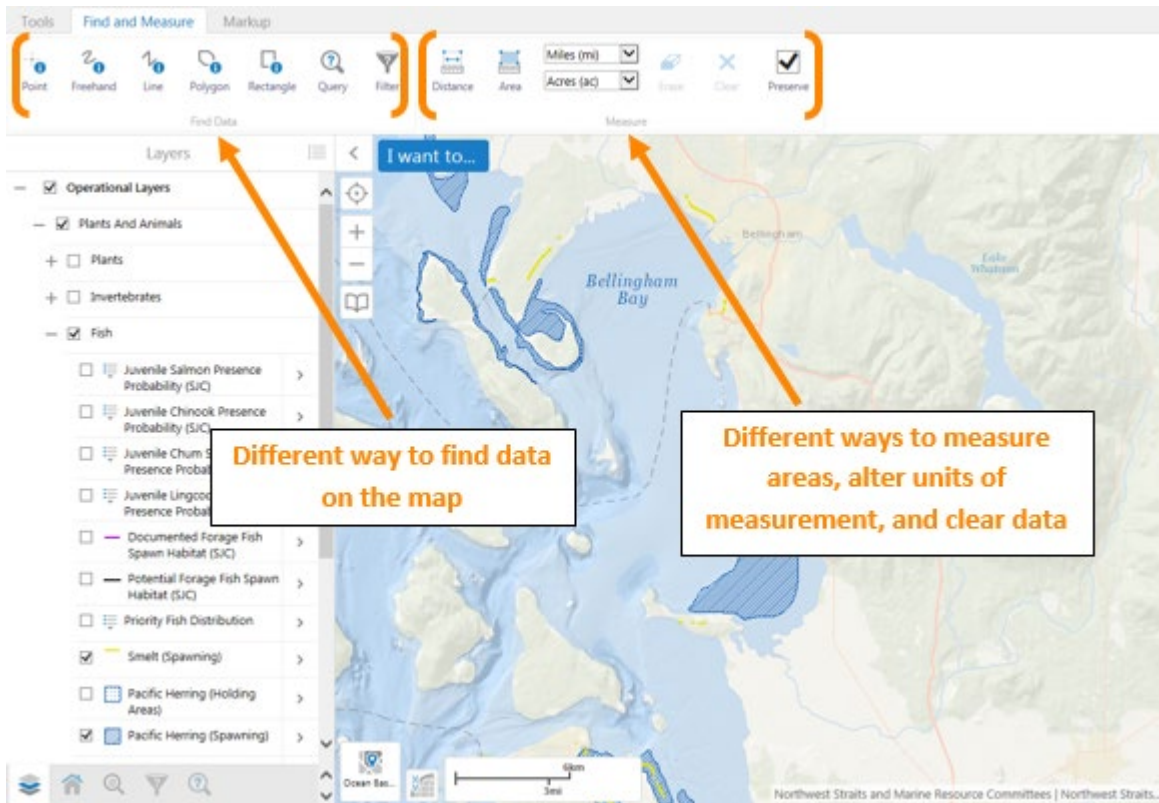 Tools Find and Measure Markup
Point Freehand Line Polygon Rectangle Query Filter Distance Area Miles (mi) Acres (ac) Erase Clear Preserve
Find Data Measure
Layers
I want to...
Operational Layers
Plants And Animals
Plants
Invertebrates
Fish
Juvenile Salmon Presence
Probability (SJC)
Juvenile Chinook Presence
Probability (SJC)
Juvenile Chum S
Presence Probab
Juvenile Lingcod
Presence Probab
Documented Forage Fish
Spawn Habitat (SJC)
Potential Forage Fish Spawn
Habitat (SJC)
Priority Fish Distribution
Smelt (Spawning)
Pacific Herring (Holding
Areas)
Pacific Herring (Spawning)
Bellingham
Lake
Whatcom
Bellingham
Bay
Different way to find data
on the map
Different ways to measure
areas, alter units of
measurement, and clear data
Ocean Bas...
6km
3mi
Northwest Straits and Marine Resource Committees | Northwest Straits...